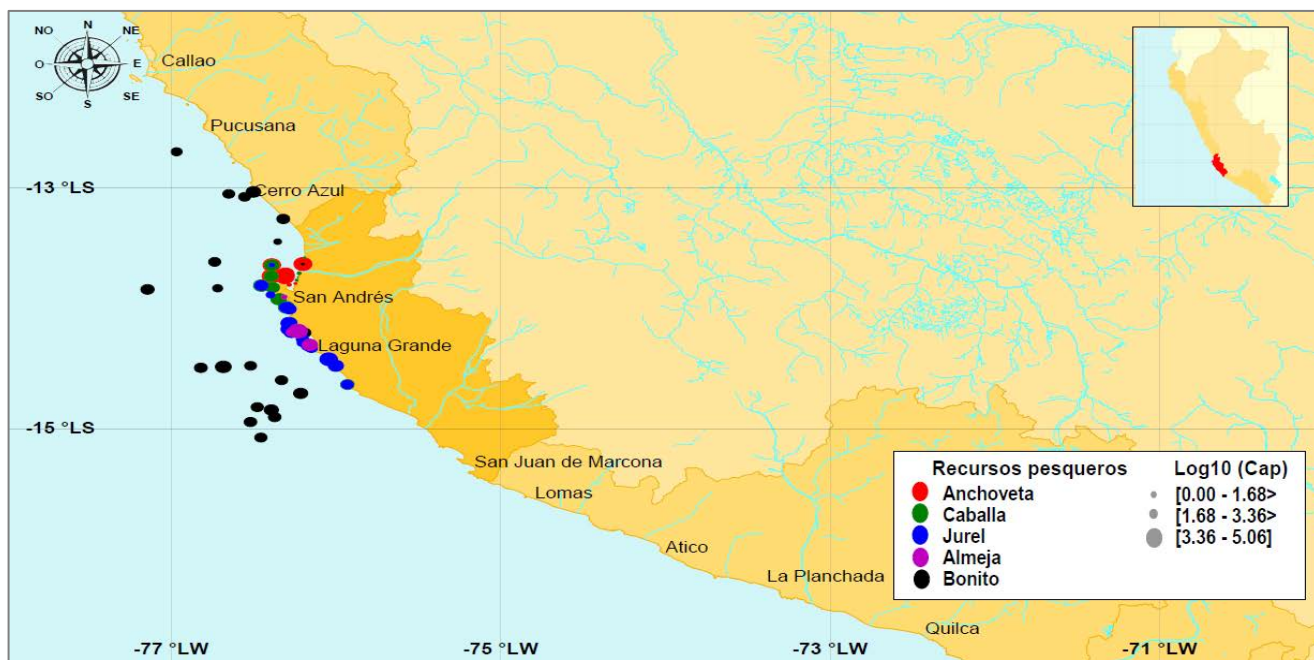 N
NO
NE
O
E
SO
SE
S
Callao
Pucusana
-13 °LS
Cerro Azul
San Andrés
Laguna Grande
-15 °LS
San Juan de Marcona
Lomas
Atico
La Planchada
Quilca
Recursos pesqueros
Anchoveta
Caballa
Jurel
Almeja
Bonito
Log10 (Cap)
[0.00 - 1.68>
[1.68 - 3.36>
[3.36 - 5.06]
-77 °LW
-75 °LW
-73 °LW
-71 °LW